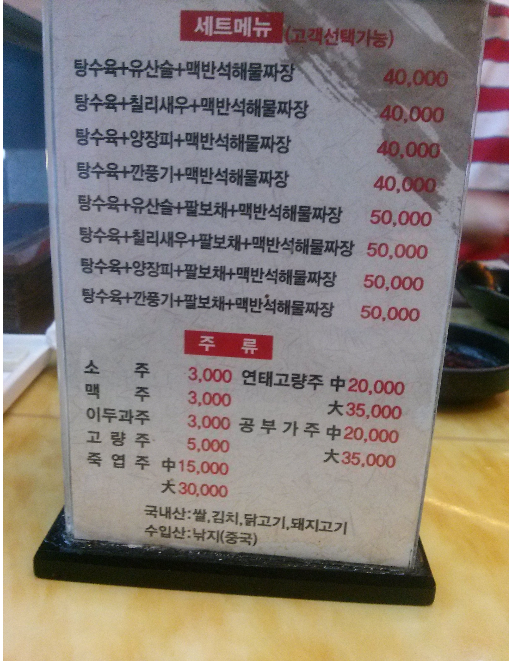 세트메뉴 (고객선택가능)
탕수육+유산슬+맥반석해물짜장 40,000
탕수육+칠리새우+맥반석해물짜장 40,000
탕수육+양장피+맥반석해물짜장 40,000
탕수육+깐풍기+맥반석해물짜장 40,000
탕수육+유산슬+팔보채+맥반석해물짜장 50,000
탕수육+칠리새우+팔보채+맥반석해물짜장 50,000
탕수육+양장피+팔보채+맥반석해물짜장 50,000
탕수육+깐풍기+팔보채+맥반석해물짜장 50,000
주 류
소 주 3,000 연태고량주 中20,000
맥 주 3,000 大35,000
이두과주 3,000 공부가주 中20,000
고 량 주 5,000 大35,000
죽 엽 주 中15,000
大30,000
국내산:쌀,김치,닭고기,돼지고기
수입산:낙지(중국)